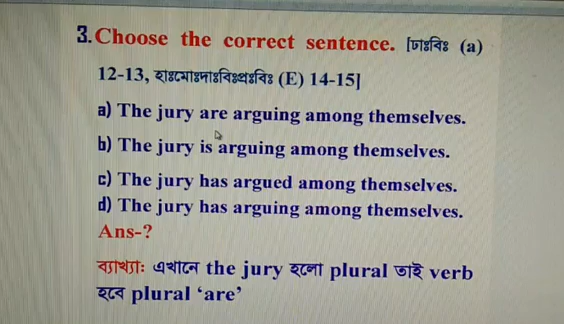 3.Choose the correct sentence. [ঢাঃবিঃ (a)
12-13, হাঃমোঃদাঃবিঃপ্রঃবিঃ (E) 14-15]
a) The jury are arguing among themselves.
b) The jury is arguing among themselves.
c) The jury has argued among themselves.
d) The jury has arguing among themselves.
Ans-?
ব্যাখ্যাঃ এখানে the jury হলো plural তাই verb
হবে plural ‘are’